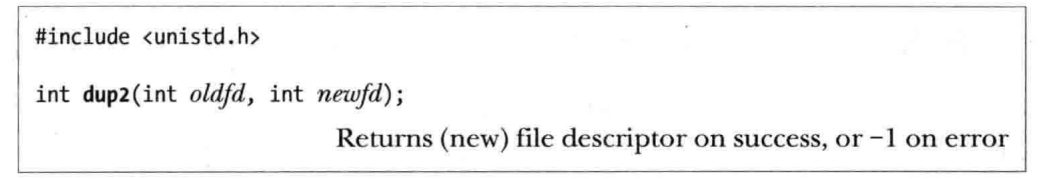 #include <unistd.h>
int dup2(int oldfd, int newfd);
Returns (new) file descriptor on success, or −1 on error